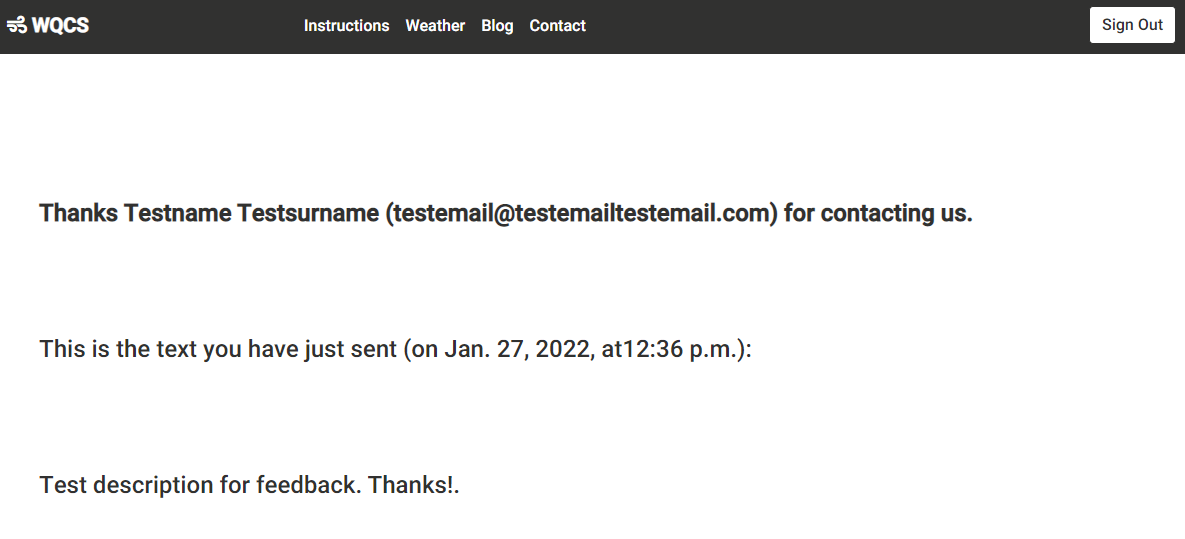 WQCS Instructions Weather Blog Contact Sign Out
Thanks Testname Testsurname (testemail@testemailtestemail.com) for contacting us.
This is the text you have just sent (on Jan. 27, 2022, at12:36 p.m.):
Test description for feedback. Thanks!.